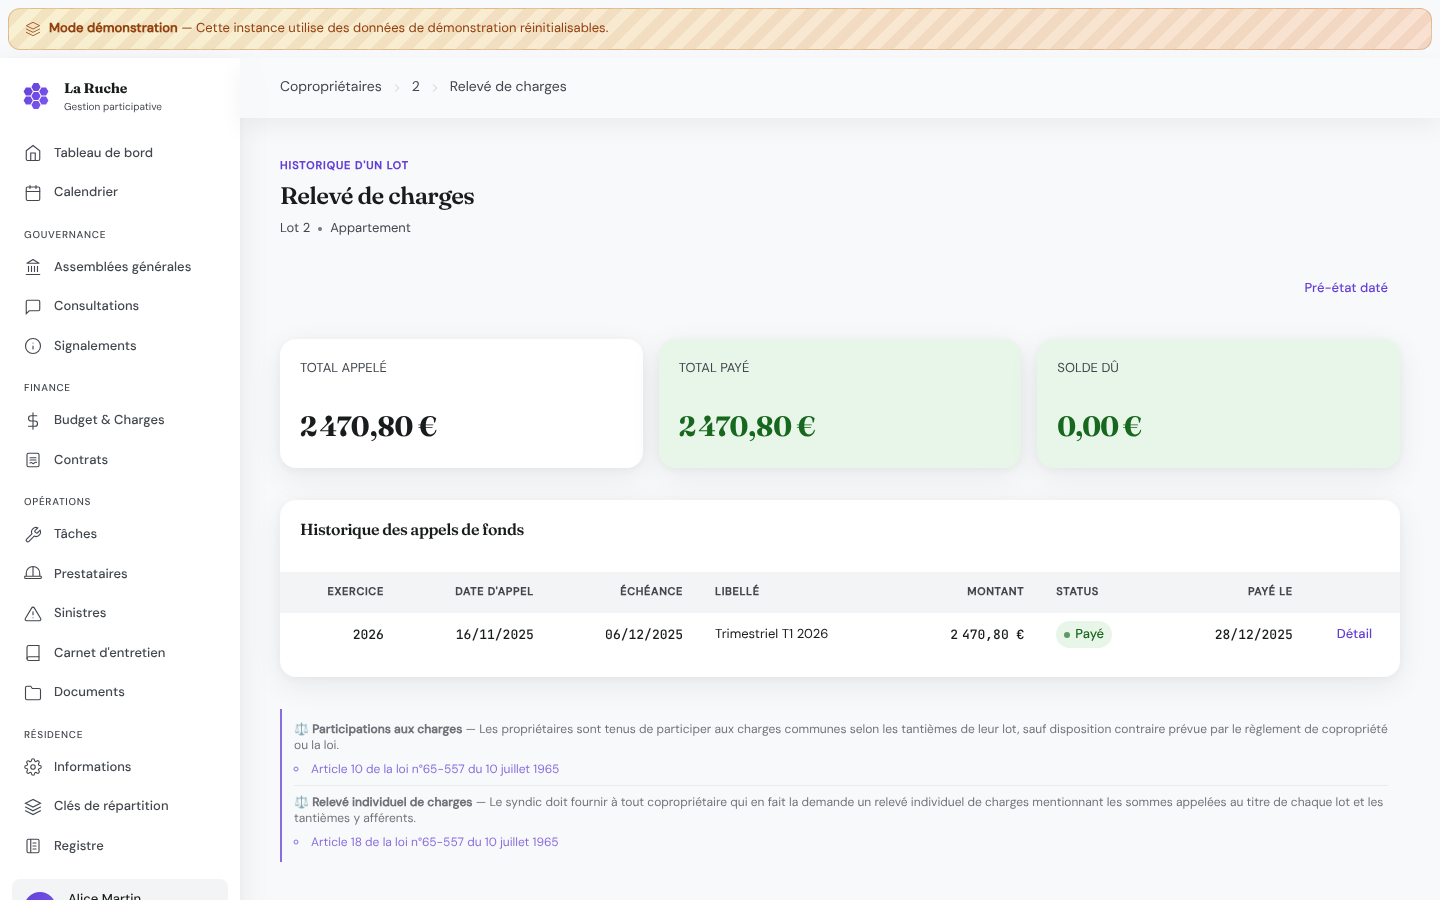 Mode démonstration — Cette instance utilise des données de démonstration réinitialisables.
La Ruche
Gestion participative
Tableau de bord
Calendrier
GOUVERNANCE
Assemblées générales
Consultations
Signalements
FINANCE
Budget & Charges
Contrats
OPÉRATIONS
Tâches
Prestataires
Sinistres
Carnet d'entretien
Documents
RÉSIDENCE
Informations
Clés de répartition
Registre
Alice Martin
Copropriétaires > 2 > Relevé de charges
HISTORIQUE D'UN LOT
Relevé de charges
Lot 2 • Appartement
Pré-état daté
TOTAL APPELÉ
2 470,80 €
TOTAL PAYÉ
2 470,80 €
SOLDE DÛ
0,00 €
Historique des appels de fonds
EXERCICE DATE D'APPEL ÉCHÉANCE LIBELLÉ MONTANT STATUS PAYÉ LE
2026 16/11/2025 06/12/2025 Trimestriel T1 2026 2 470,80 € Payé 28/12/2025 Détail
⚖️ Participations aux charges — Les propriétaires sont tenus de participer aux charges communes selon les tantièmes de leur lot, sauf disposition contraire prévue par le règlement de copropriété
ou la loi.
Article 10 de la loi n°65-557 du 10 juillet 1965
⚖️ Relevé individuel de charges — Le syndic doit fournir à tout copropriétaire qui en fait la demande un relevé individuel de charges mentionnant les sommes appelées au titre de chaque lot et les
tantièmes y afférents.
Article 18 de la loi n°65-557 du 10 juillet 1965